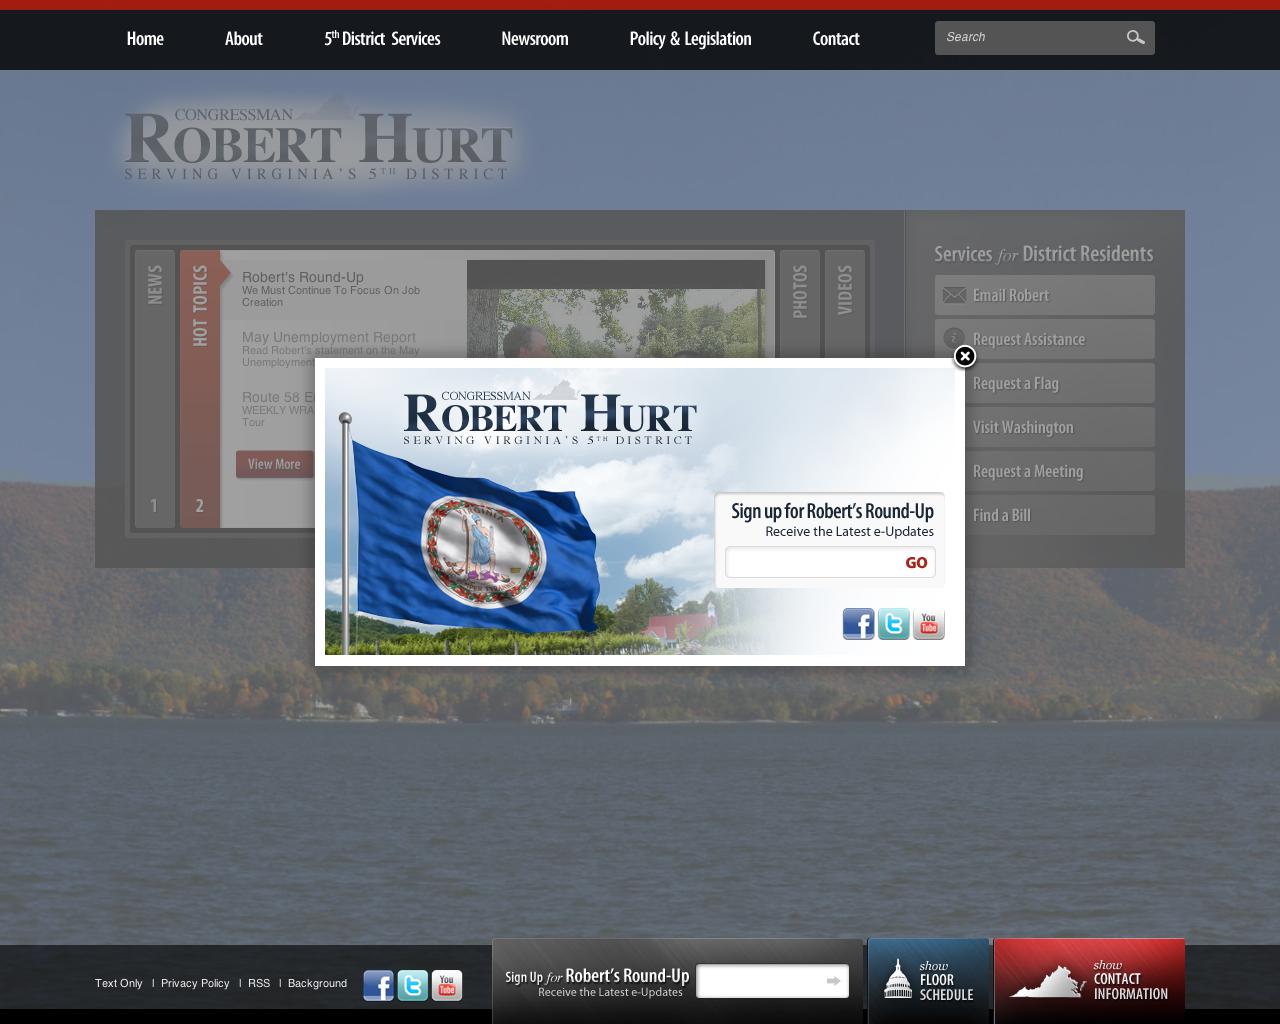 Home
About
5th District Services
Newsroom
Policy & Legislation
Contact
Search
CONGRESSMAN
ROBERT HURT
SERVING VIRGINIA'S 5TH DISTRICT
NEWS
1
HOT TOPICS
2
Robert's Round-Up
We Must Continue To Focus On Job
Creation
May Unemployment Report
Read Robert's statement on the May
Unemployment
Route 58
WEEKLY
Tour
View More
PHOTOS
VIDEOS
Services for District Residents
Email Robert
Request Assistance
Request a Flag
Visit Washington
Request a Meeting
Find a Bill
CONGRESSMAN
ROBERT HURT
SERVING VIRGINIA'S 5TH DISTRICT
VIRGINIA
Sign up for Robert's Round-Up
Receive the Latest e-Updates
GO
You
Tube
Text Only | Privacy Policy | RSS | Background
You
Tube
Sign Up for Robert's Round-Up
Receive the Latest e-Updates
show
FLOOR
SCHEDULE
show
CONTACT
INFORMATION